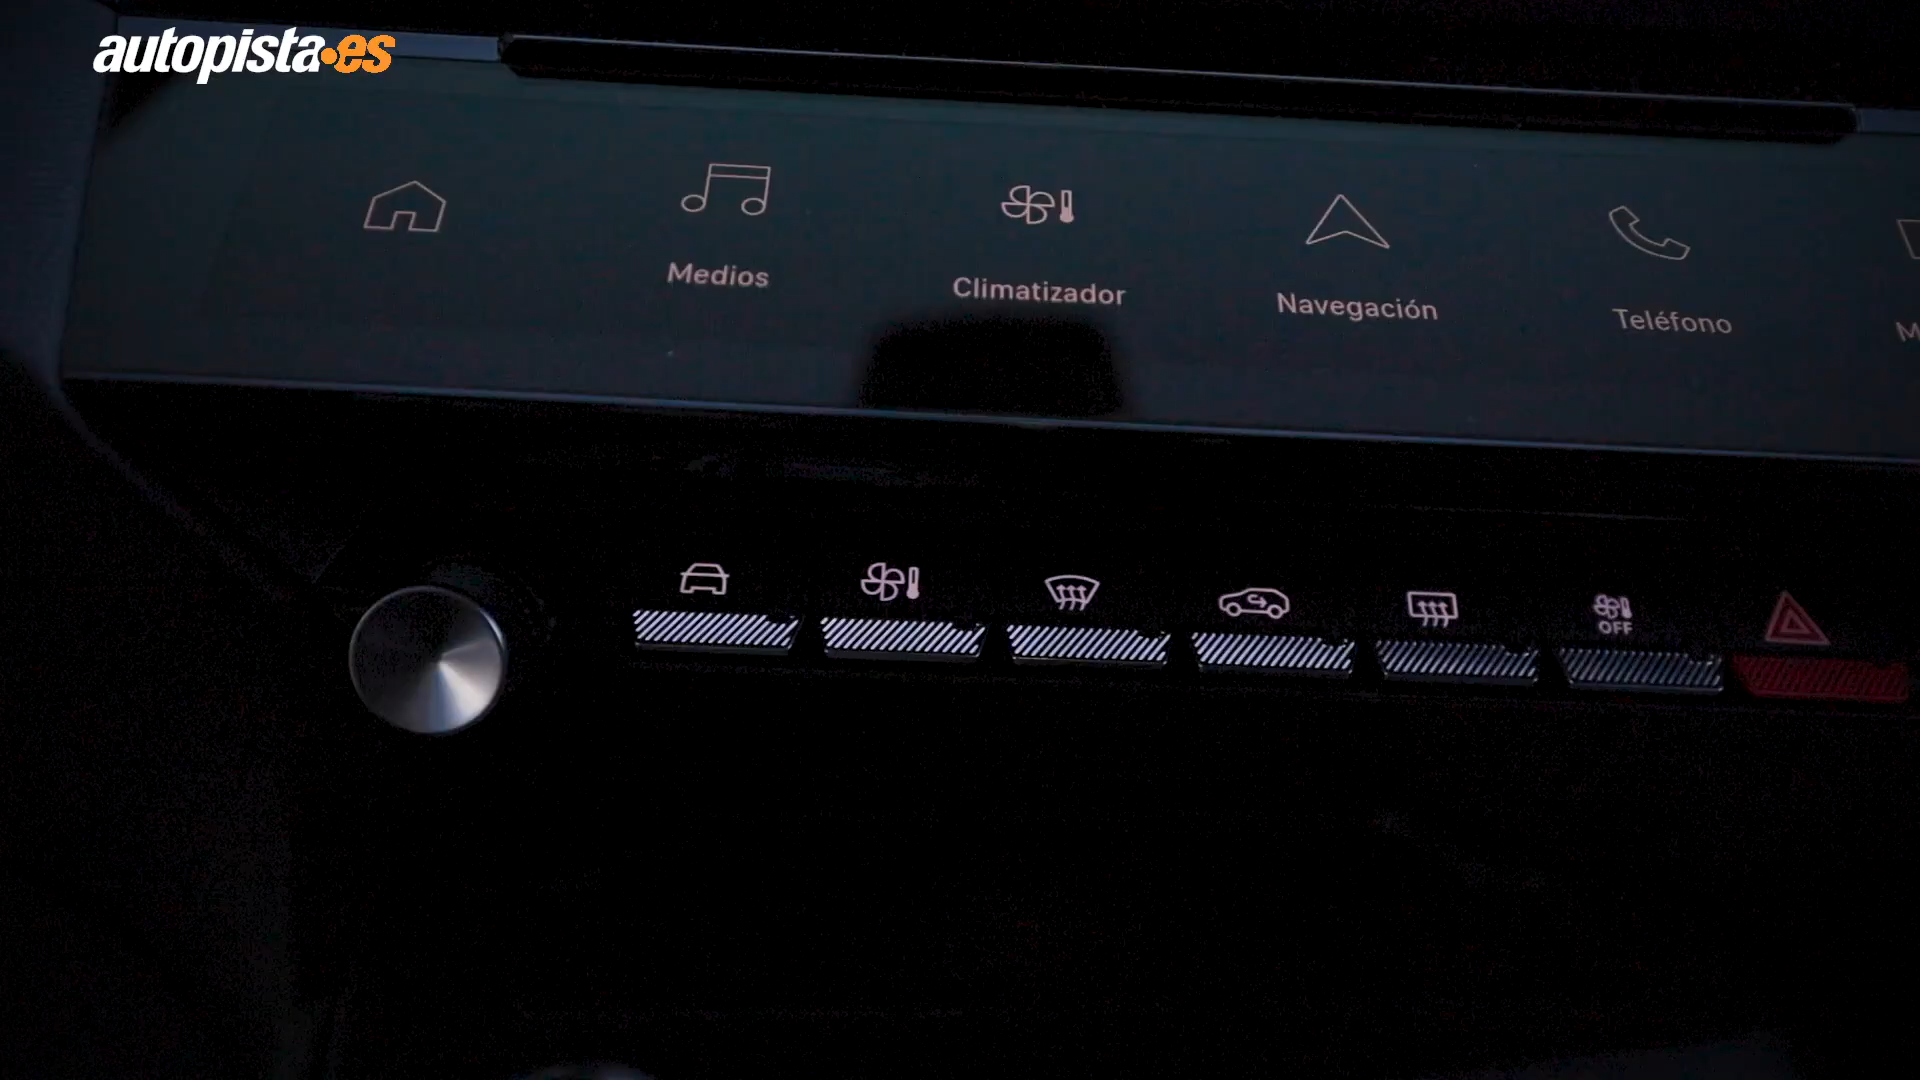 autopista.es
Medios
Climatizador
Navegación
Teléfono
M
OFF